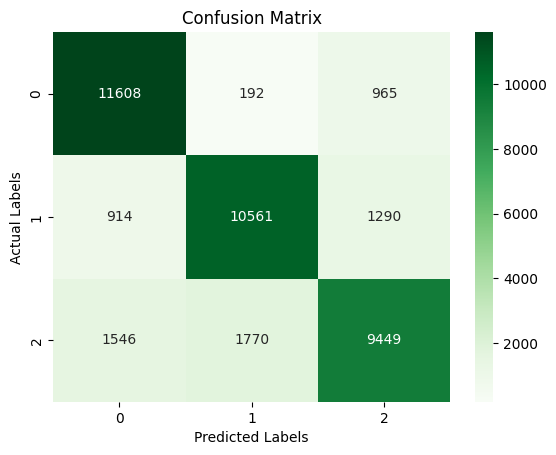 Confusion Matrix
Actual Labels
0
11608 192 965
1
914 10561 1290
2
1546 1770 9449
0 1 2
Predicted Labels
10000
8000
6000
4000
2000